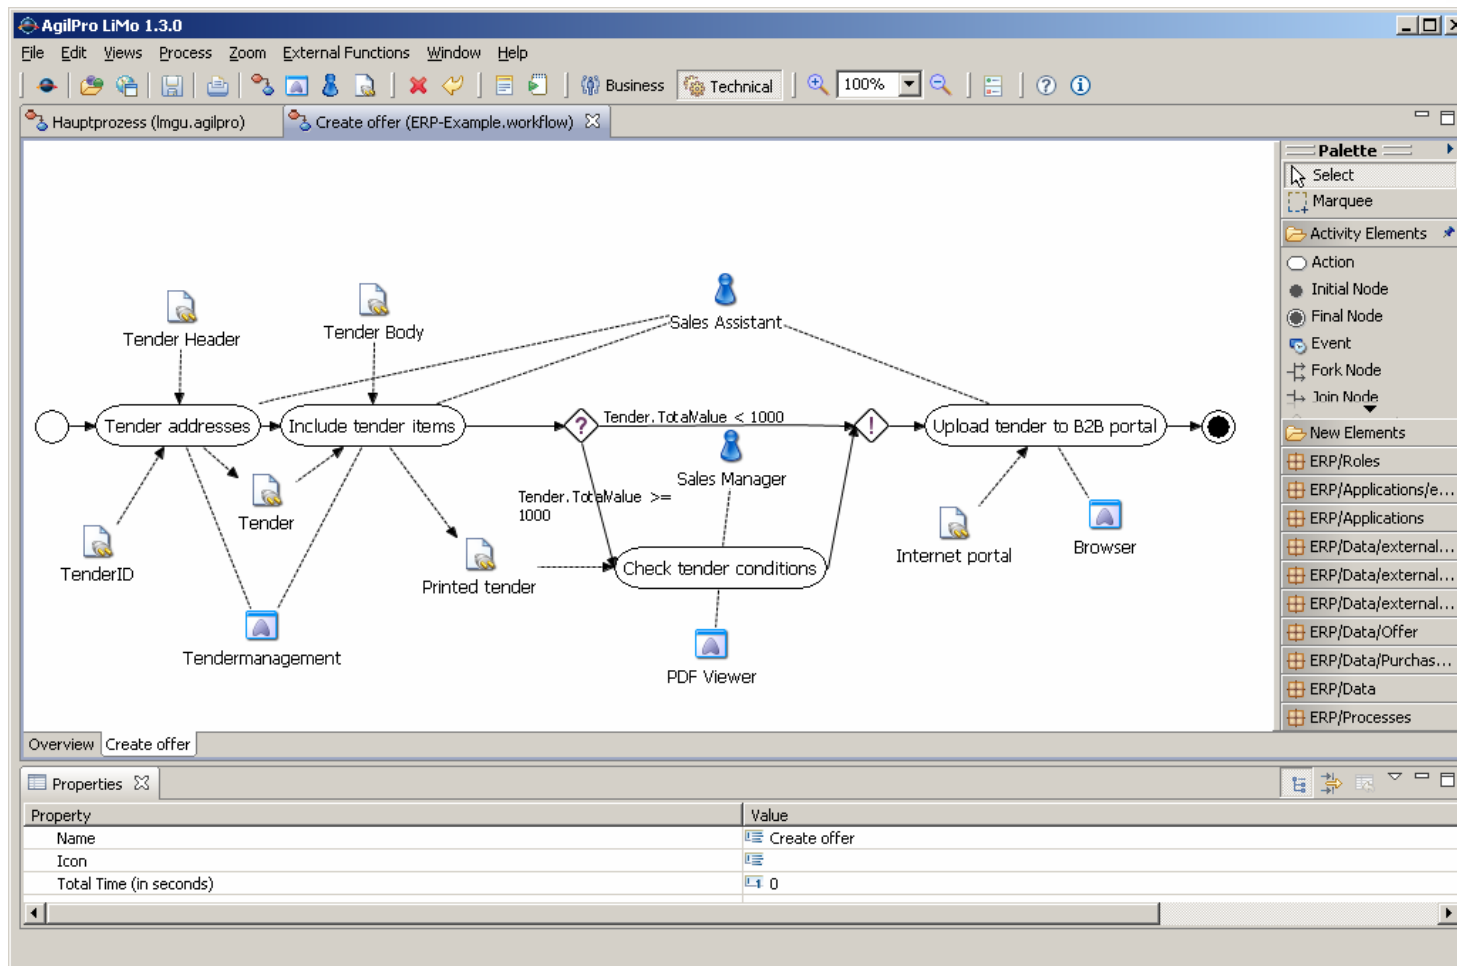 AgilPro LiMo 1.3.0
File Edit Views Process Zoom External Functions Window Help
Business Technical 100%
Hauptprozess (lmgu.agilpro) Create offer (ERP-Example.workflow)
Palette
Select
Marquee
Activity Elements
Action
Initial Node
Final Node
Event
Fork Node
Join Node
New Elements
ERP/Roles
ERP/Applications/e...
ERP/Applications
ERP/Data/external...
ERP/Data/external...
ERP/Data/external...
ERP/Data/Offer
ERP/Data/Purchas...
ERP/Data
ERP/Processes
Sales Assistant
Tender Header
Tender Body
Tender addresses
Include tender items
?
Tender.TotalValue < 1000
!
Upload tender to B2B portal
Sales Manager
Tender.TotalValue >=
1000
Tender
TenderID
Printed tender
Check tender conditions
Internet portal
Browser
Tendermanagement
PDF Viewer
Overview Create offer
Properties
Property Value
Name Create offer
Icon
Total Time (in seconds) 0